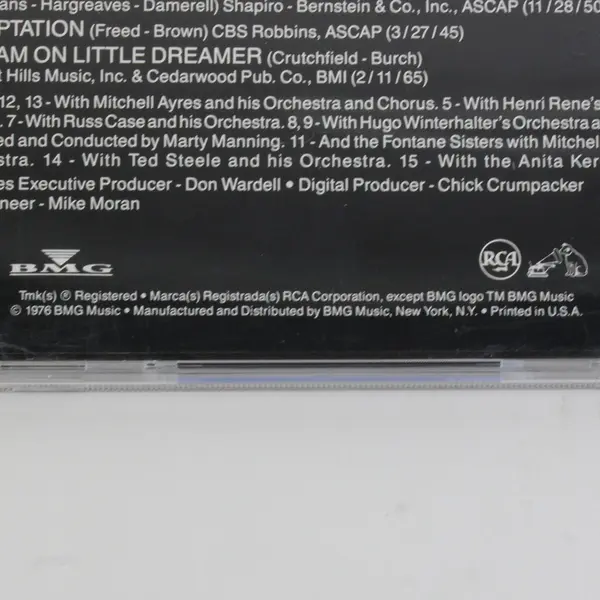 ans - Hargreaves - Damerell) Shapiro - Bernstein & Co., Inc., ASCAP (11/28/50
PTATION (Freed - Brown) CBS Robbins, ASCAP (3/27/45)
AM ON LITTLE DREAMER (Crutchfield - Burch)
t Hills Music, Inc. & Cedarwood Pub. Co., BMI (2/11/65)
12, 13 - With Mitchell Ayres and his Orchestra and Chorus. 5 - With Henri Rene's
. 7 - With Russ Case and his Orchestra. 8, 9 - With Hugo Winterhalter's Orchestra a
ed and Conducted by Marty Manning. 11 - And the Fontane Sisters with Mitchel
stra. 14 - With Ted Steele and his Orchestra. 15 - With the Anita Ker
es Executive Producer - Don Wardell • Digital Producer - Chick Crumpacker
neer - Mike Moran
BMG
RCA
Tmk(s) ® Registered • Marca(s) Registrada(s) RCA Corporation, except BMG logo TM BMG Music
© 1976 BMG Music • Manufactured and Distributed by BMG Music, New York, N.Y. • Printed in U.S.A.